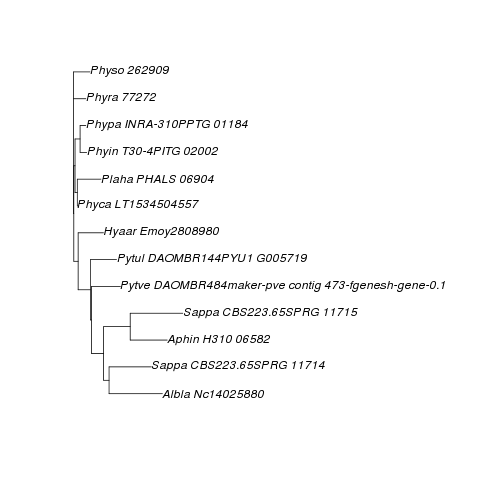 Physo 262909
Phyra 77272
Phypa INRA-310PPTG 01184
Phyin T30-4PITG 02002
Plaha PHALS 06904
Phyca LT1534504557
Hyaar Emoy2808980
Pytul DAOMBR144PYU1 G005719
Pytve DAOMBR484maker-pve contig 473-fgenesh-gene-0.1
Sappa CBS223.65SPRG 11715
Aphin H310 06582
Sappa CBS223.65SPRG 11714
Albla Nc14025880